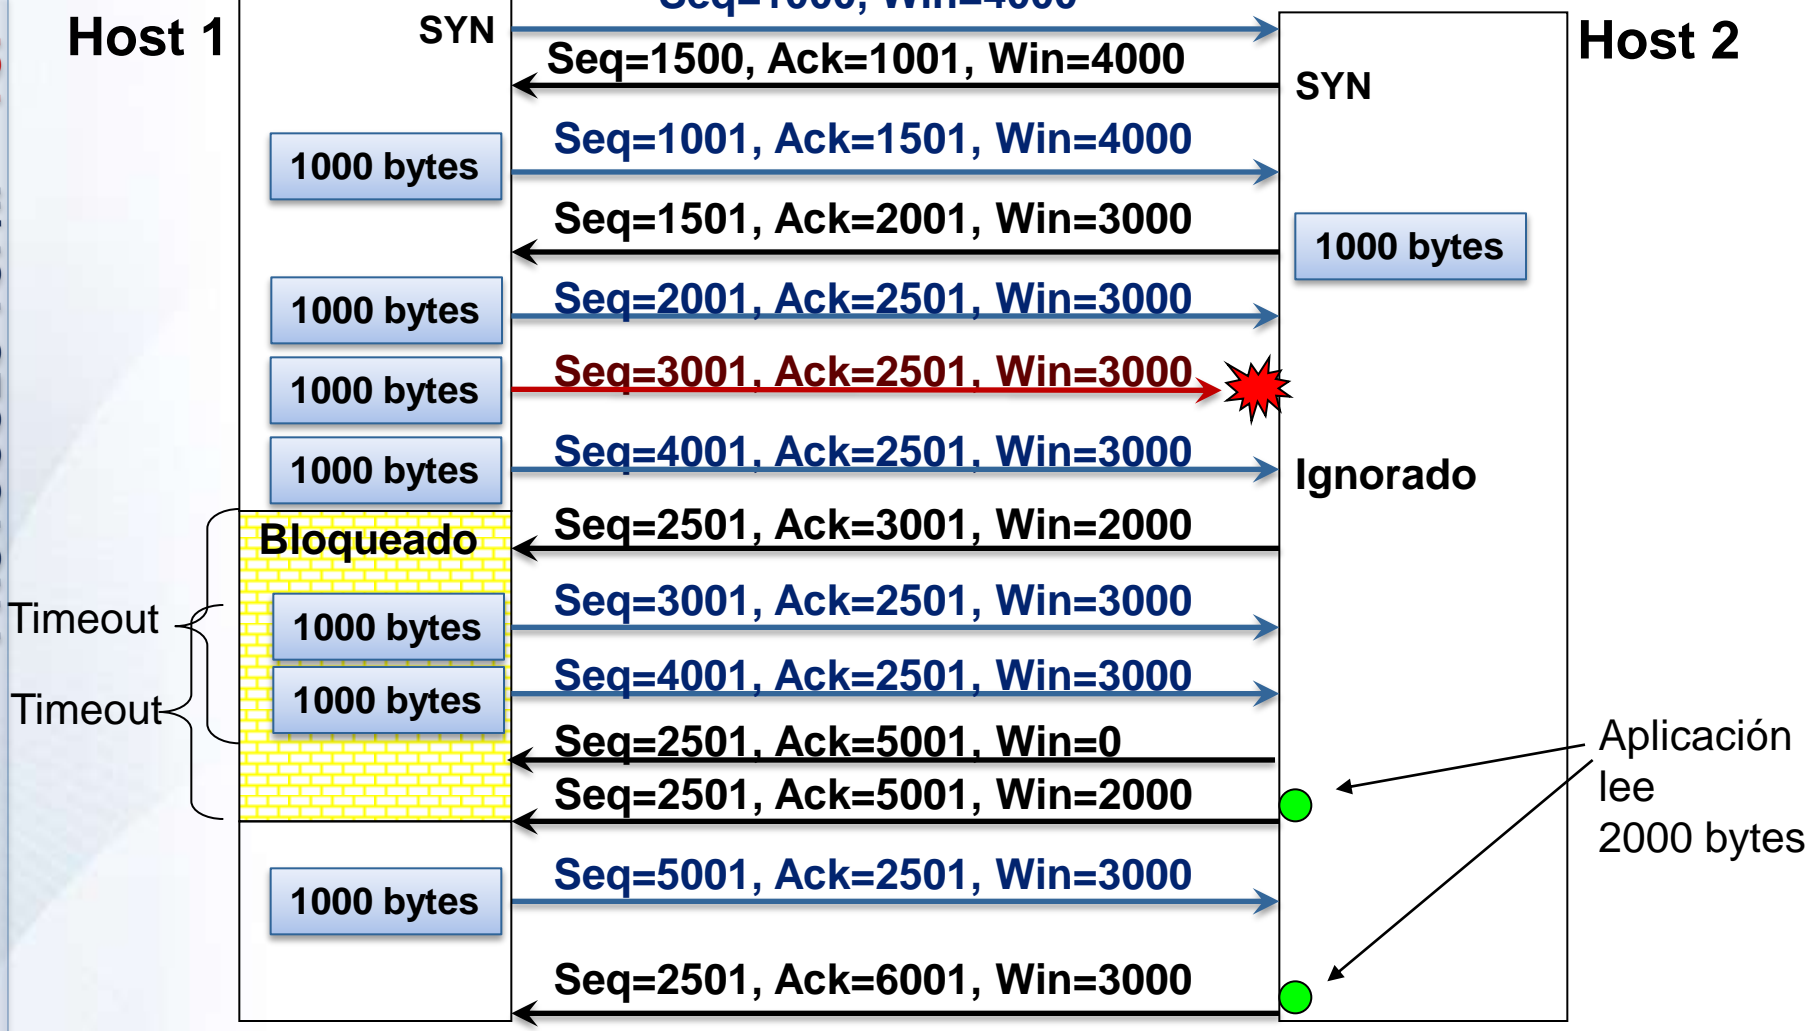 Host 1
SYN
Seq=1000, Win=4000
Host 2
Seq=1500, Ack=1001, Win=4000
SYN
Seq=1001, Ack=1501, Win=4000
1000 bytes
Seq=1501, Ack=2001, Win=3000
1000 bytes
Seq=2001, Ack=2501, Win=3000
1000 bytes
Seq=3001, Ack=2501, Win=3000
1000 bytes
Seq=4001, Ack=2501, Win=3000
1000 bytes
Ignorado
Seq=2501, Ack=3001, Win=2000
Bloqueado
Seq=3001, Ack=2501, Win=3000
Timeout
1000 bytes
Seq=4001, Ack=2501, Win=3000
1000 bytes
Timeout
Seq=2501, Ack=5001, Win=0
Seq=2501, Ack=5001, Win=2000
Aplicación
lee
2000 bytes
Seq=5001, Ack=2501, Win=3000
1000 bytes
Seq=2501, Ack=6001, Win=3000